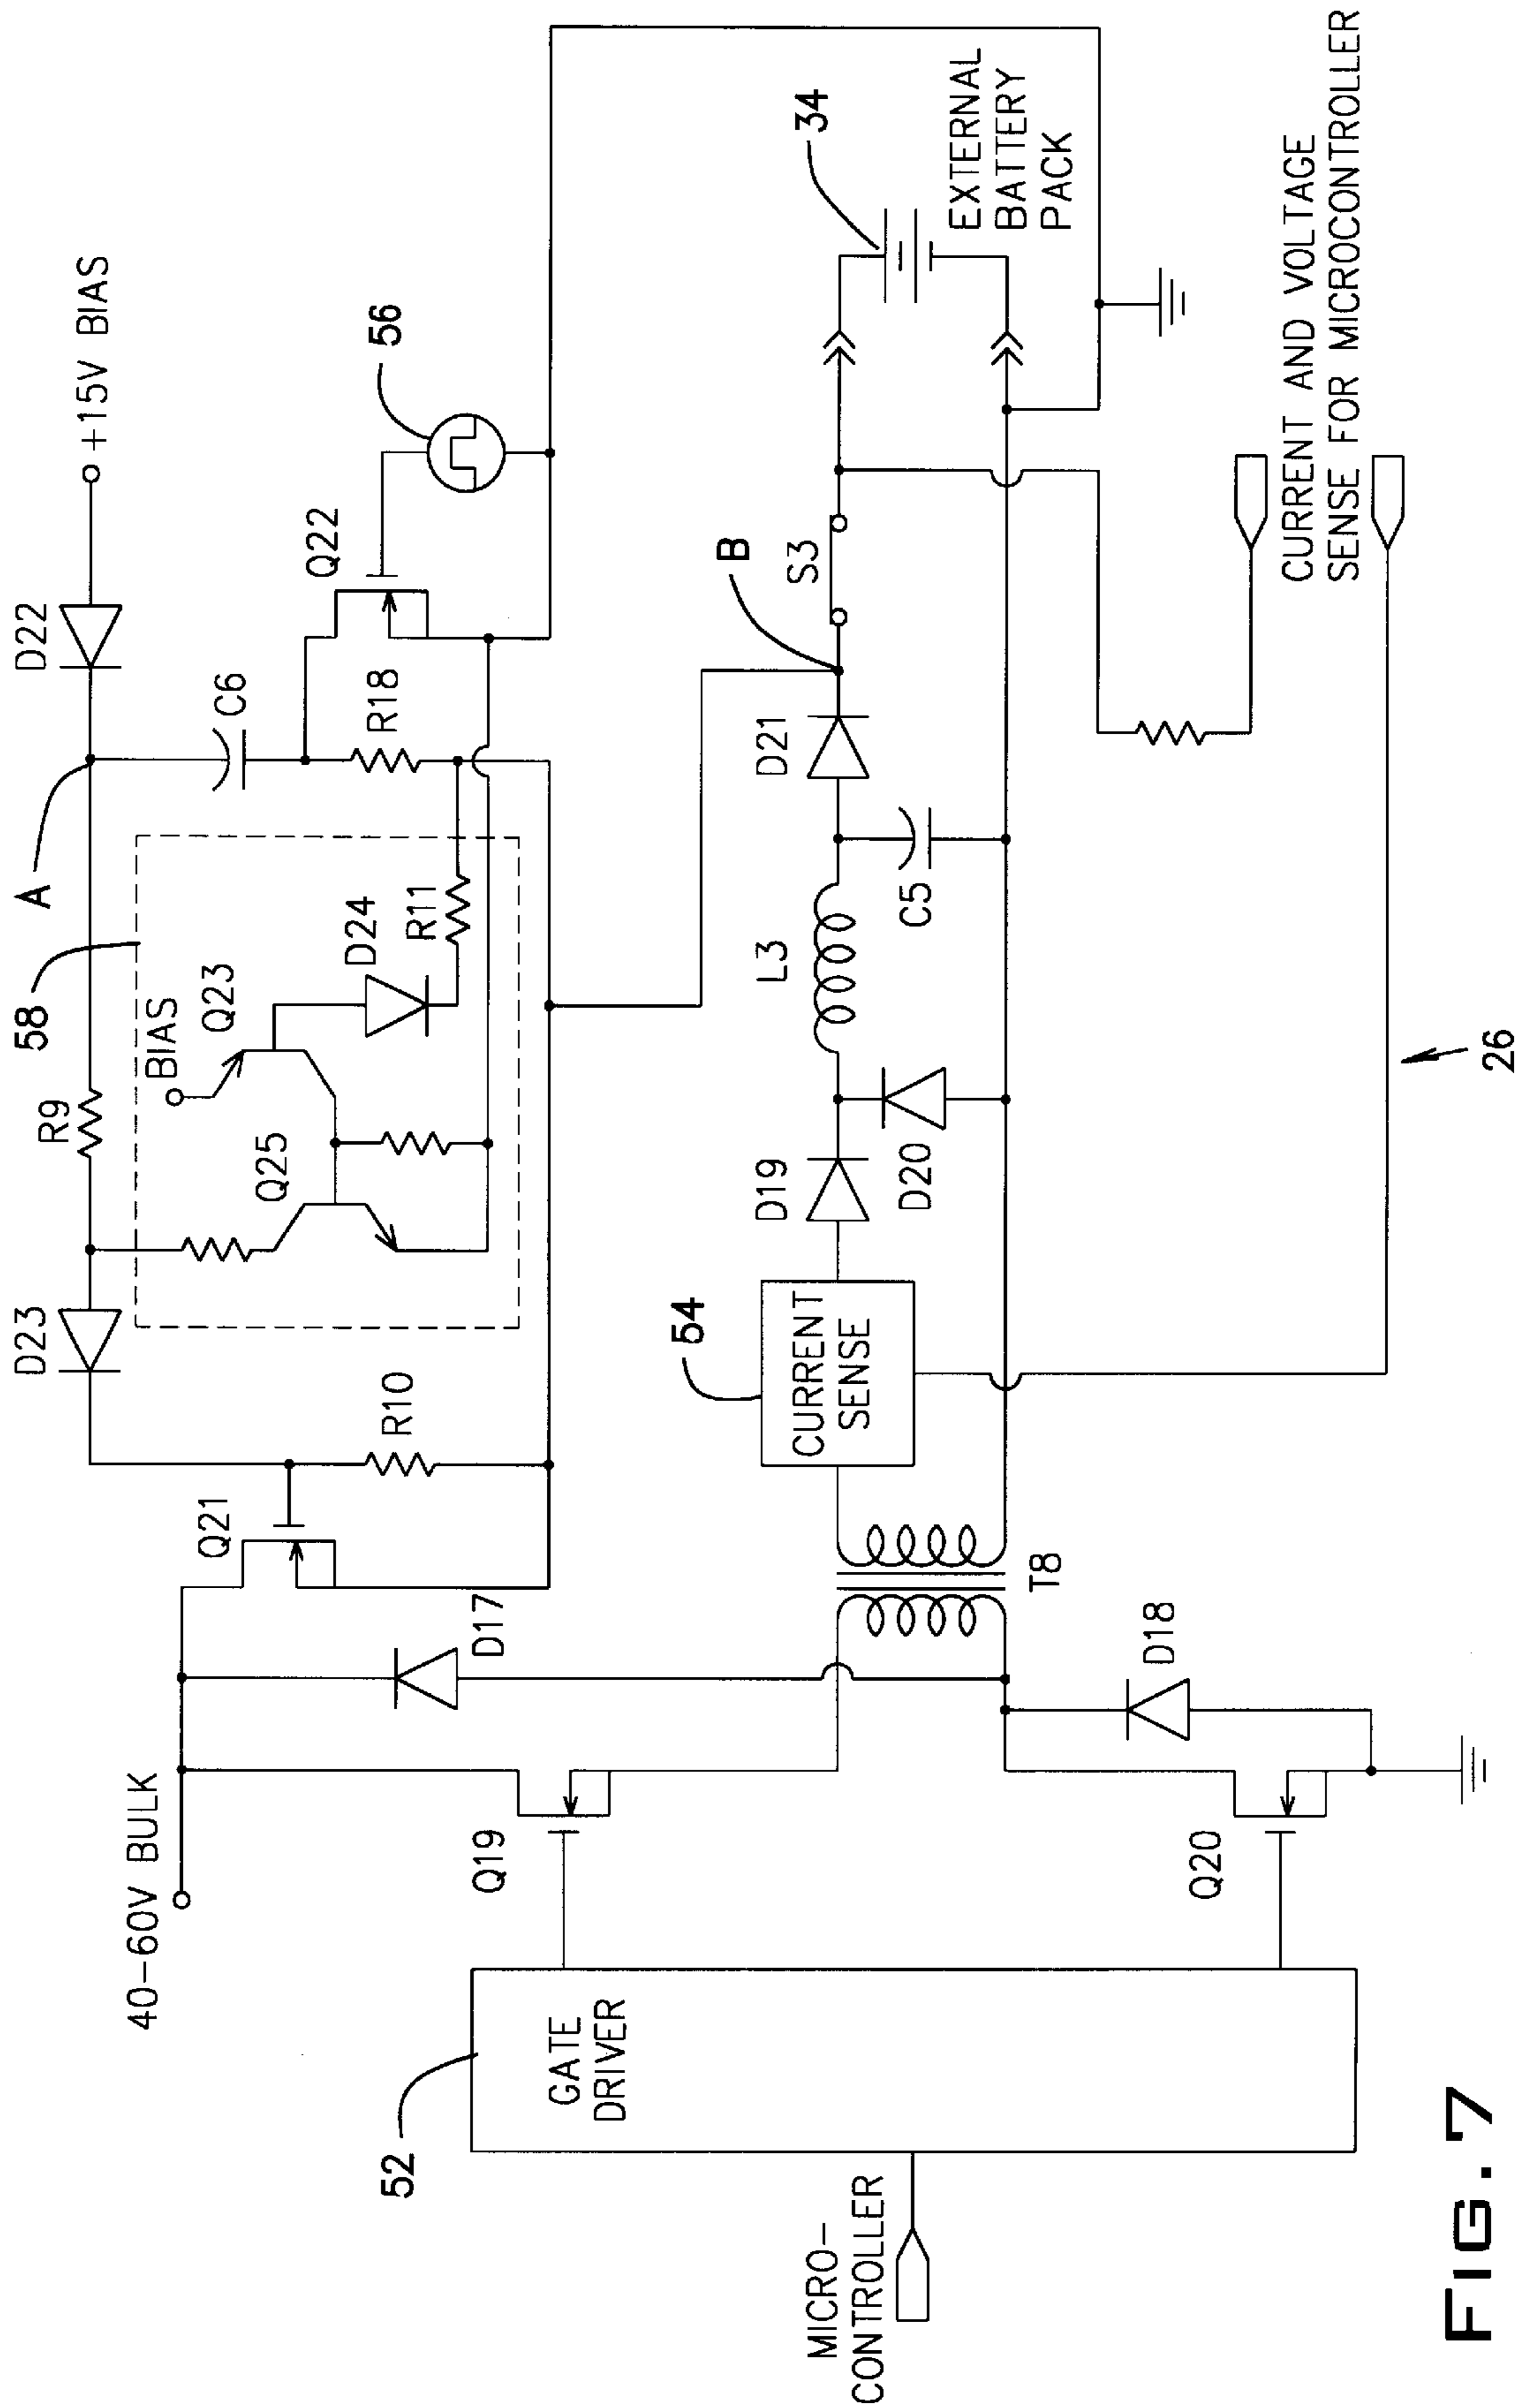 40-60V BULK
+15V BIAS
D23
R9
A
D22
58
BIAS
Q23
Q25
D24
R11
C6
R18
Q22
56
Q21
R10
D17
Q19
52
GATE
DRIVER
MICRO-
CONTROLLER
Q20
D18
T8
54
CURRENT
SENSE
D19
D20
L3
C5
D21
B
S3
34
EXTERNAL
BATTERY
PACK
CURRENT AND VOLTAGE
SENSE FOR MICROCONTROLLER
26
FIG. 7